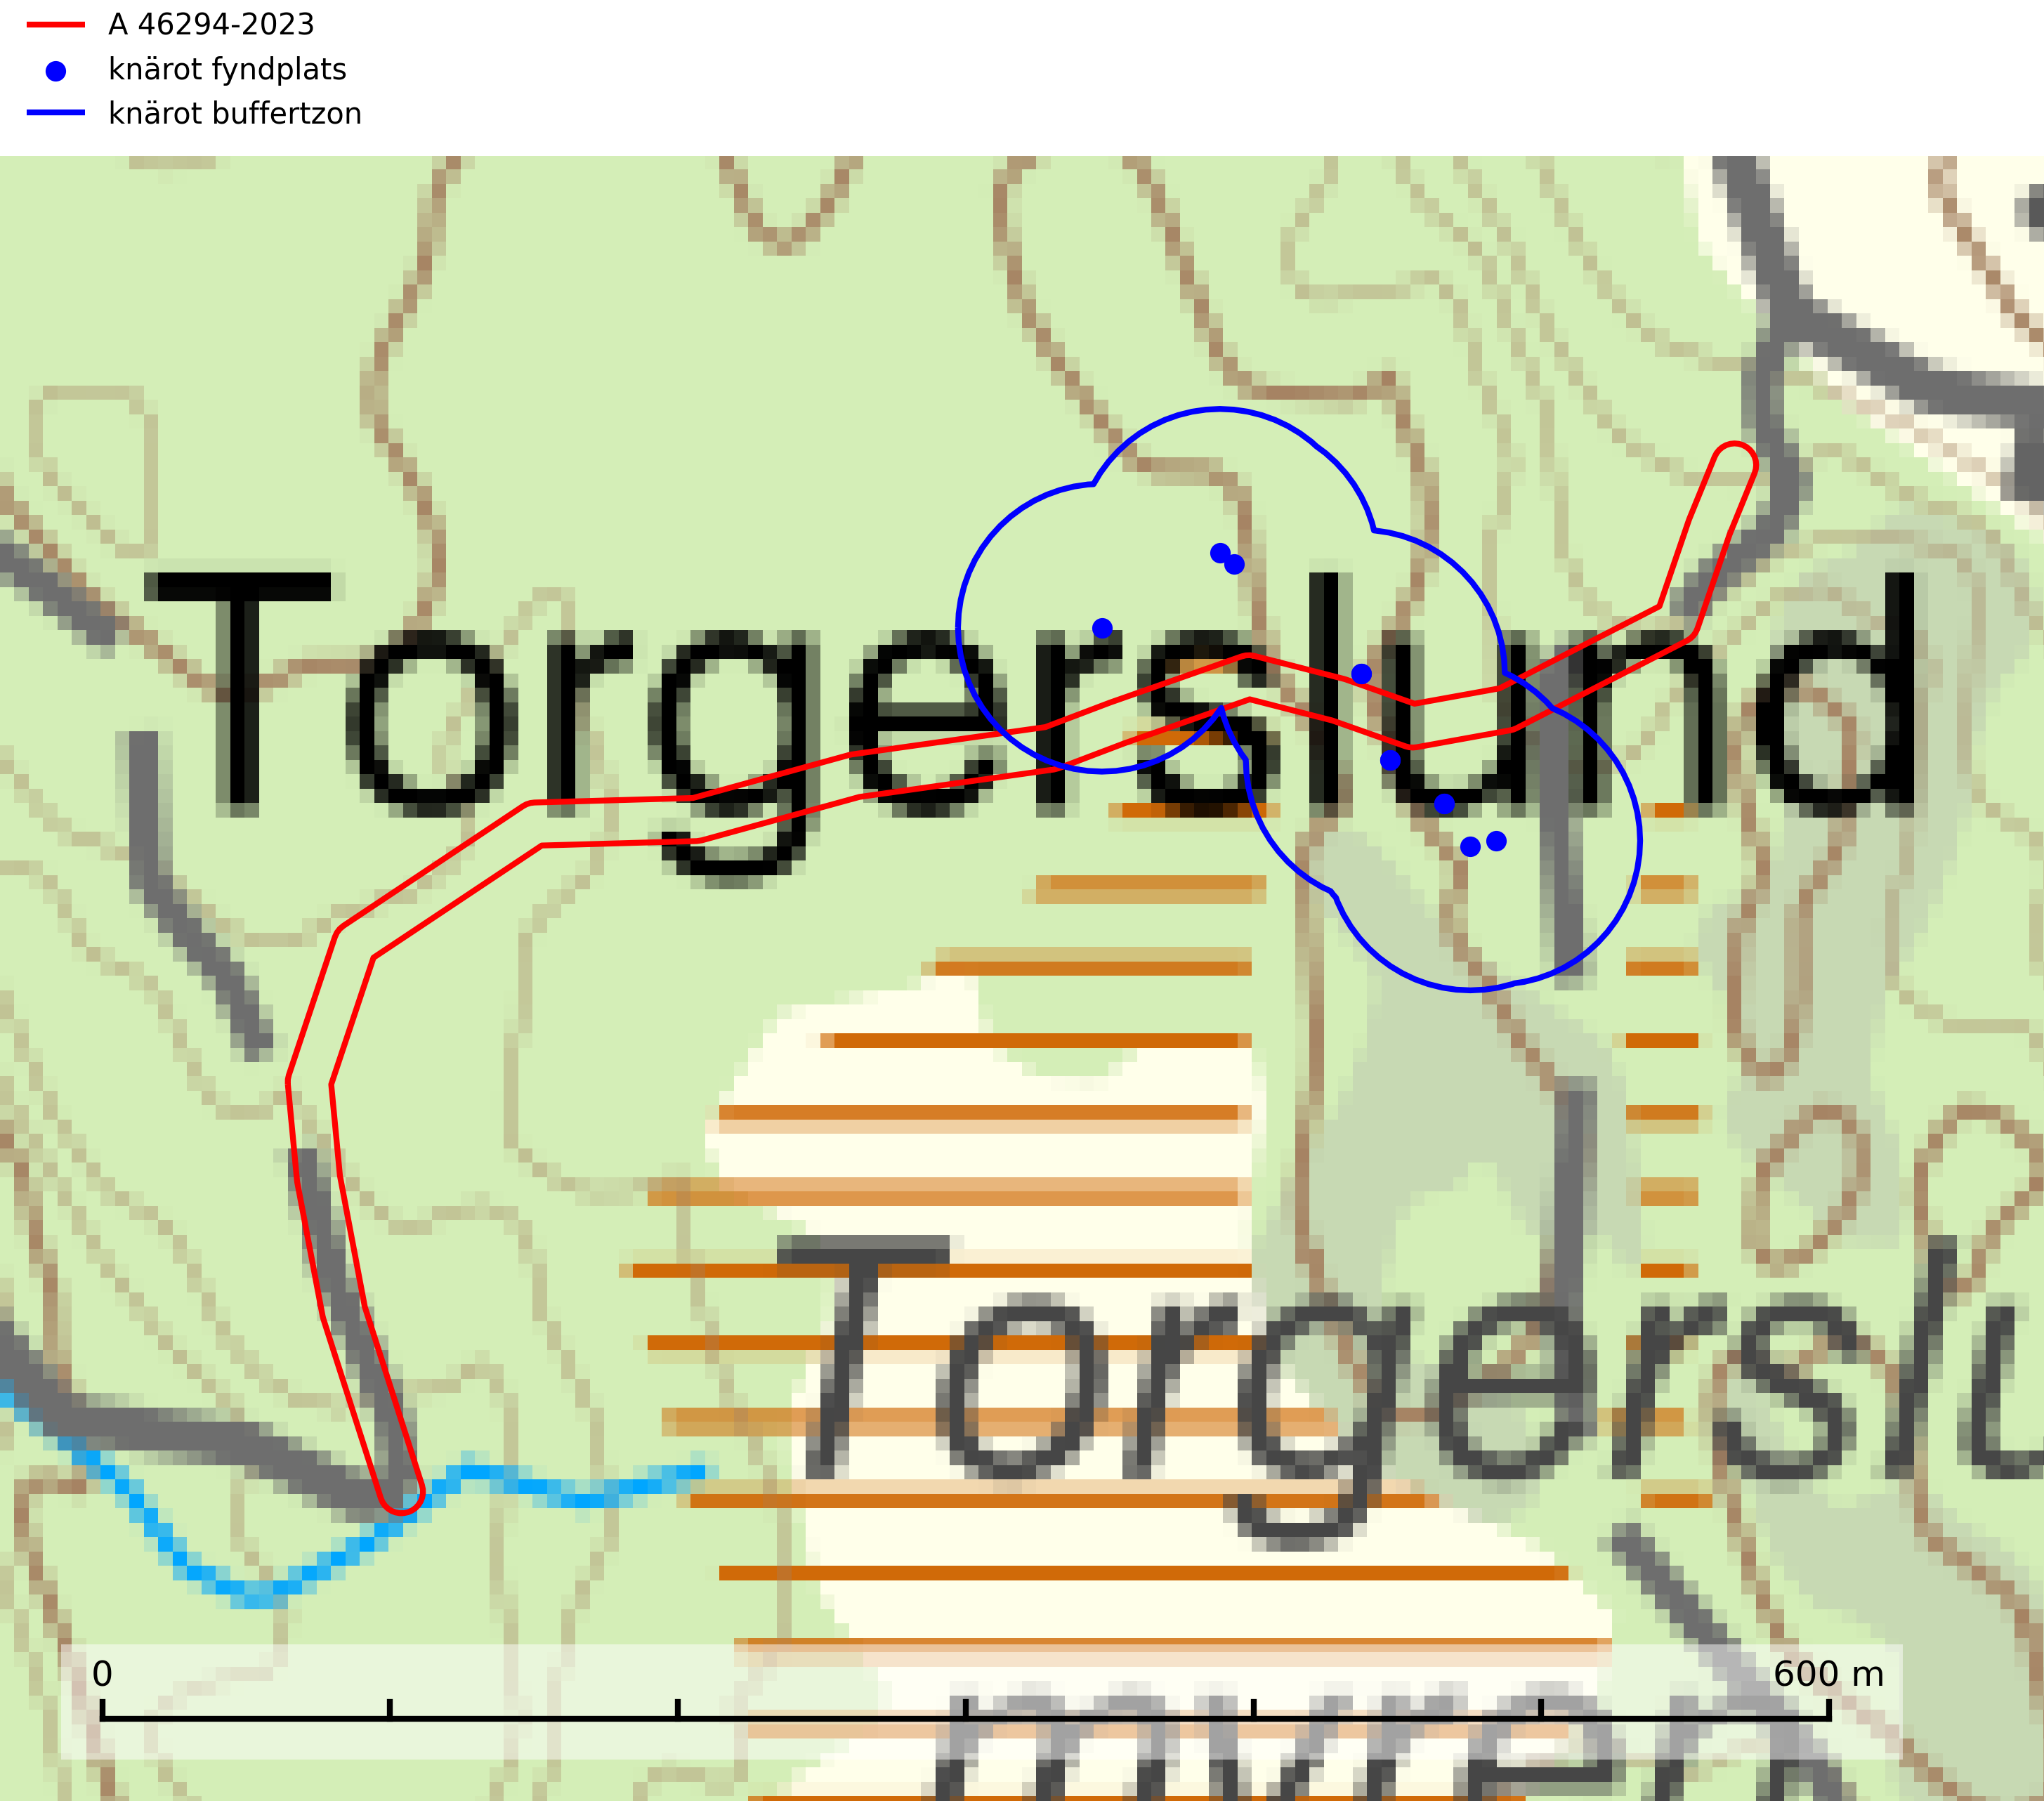 A 46294-2023
knärot fyndplats
knärot buffertzon
Torgerslund
Torgerslu
0 600 m